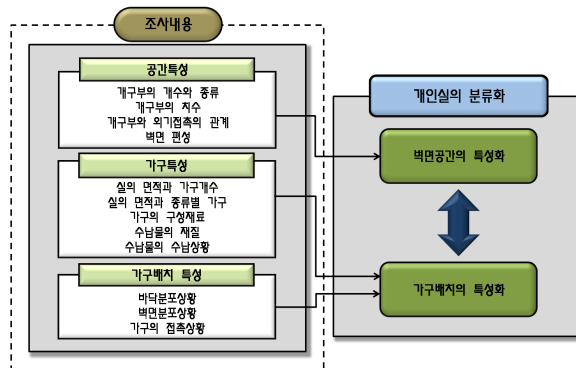 조사내용
공간특성
개구부의 개수와 종류
개구부의 치수
개구부와 외기접촉의 관계
벽면 편성
가구특성
실의 면적과 가구개수
실의 면적과 종류별 가구
가구의 구성재료
수납물의 재질
수납물의 수납상황
가구배치 특성
바닥분포상황
벽면분포상황
가구의 접촉상황
개인실의 분류화
벽면공간의 특성화
가구배치의 특성화